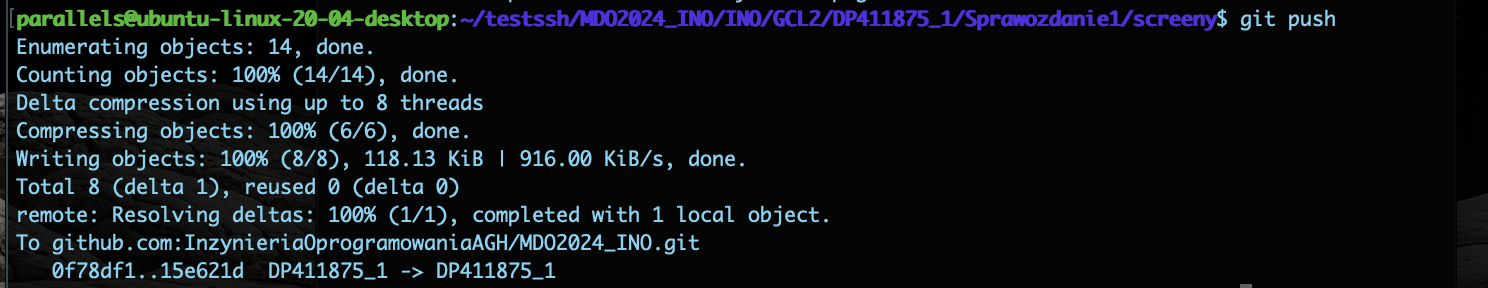 [parallels@ubuntu-linux-20-04-desktop:~/testssh/MDO2024_INO/INO/GCL2/DP411875_1/Sprawozdanie1/screeny$ git push
Enumerating objects: 14, done.
Counting objects: 100% (14/14), done.
Delta compression using up to 8 threads
Compressing objects: 100% (6/6), done.
Writing objects: 100% (8/8), 118.13 KiB | 916.00 KiB/s, done.
Total 8 (delta 1), reused 0 (delta 0)
remote: Resolving deltas: 100% (1/1), completed with 1 local object.
To github.com:InzynieriaOprogramowaniaAGH/MDO2024_INO.git
   0f78df1..15e621d  DP411875_1 -> DP411875_1